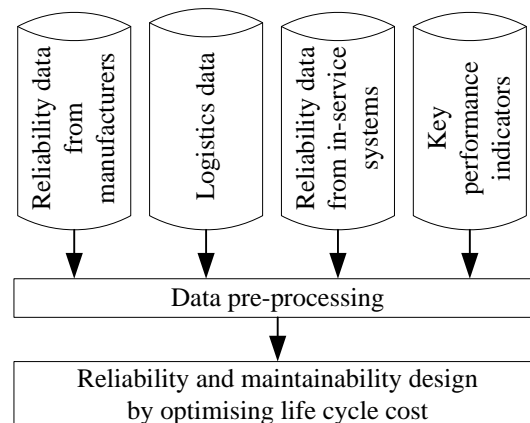 Reliability data
from
manufacturers
Logistics data
Reliability data
from in-service
systems
Key
performance
indicators
Data pre-processing
Reliability and maintainability design
by optimising life cycle cost